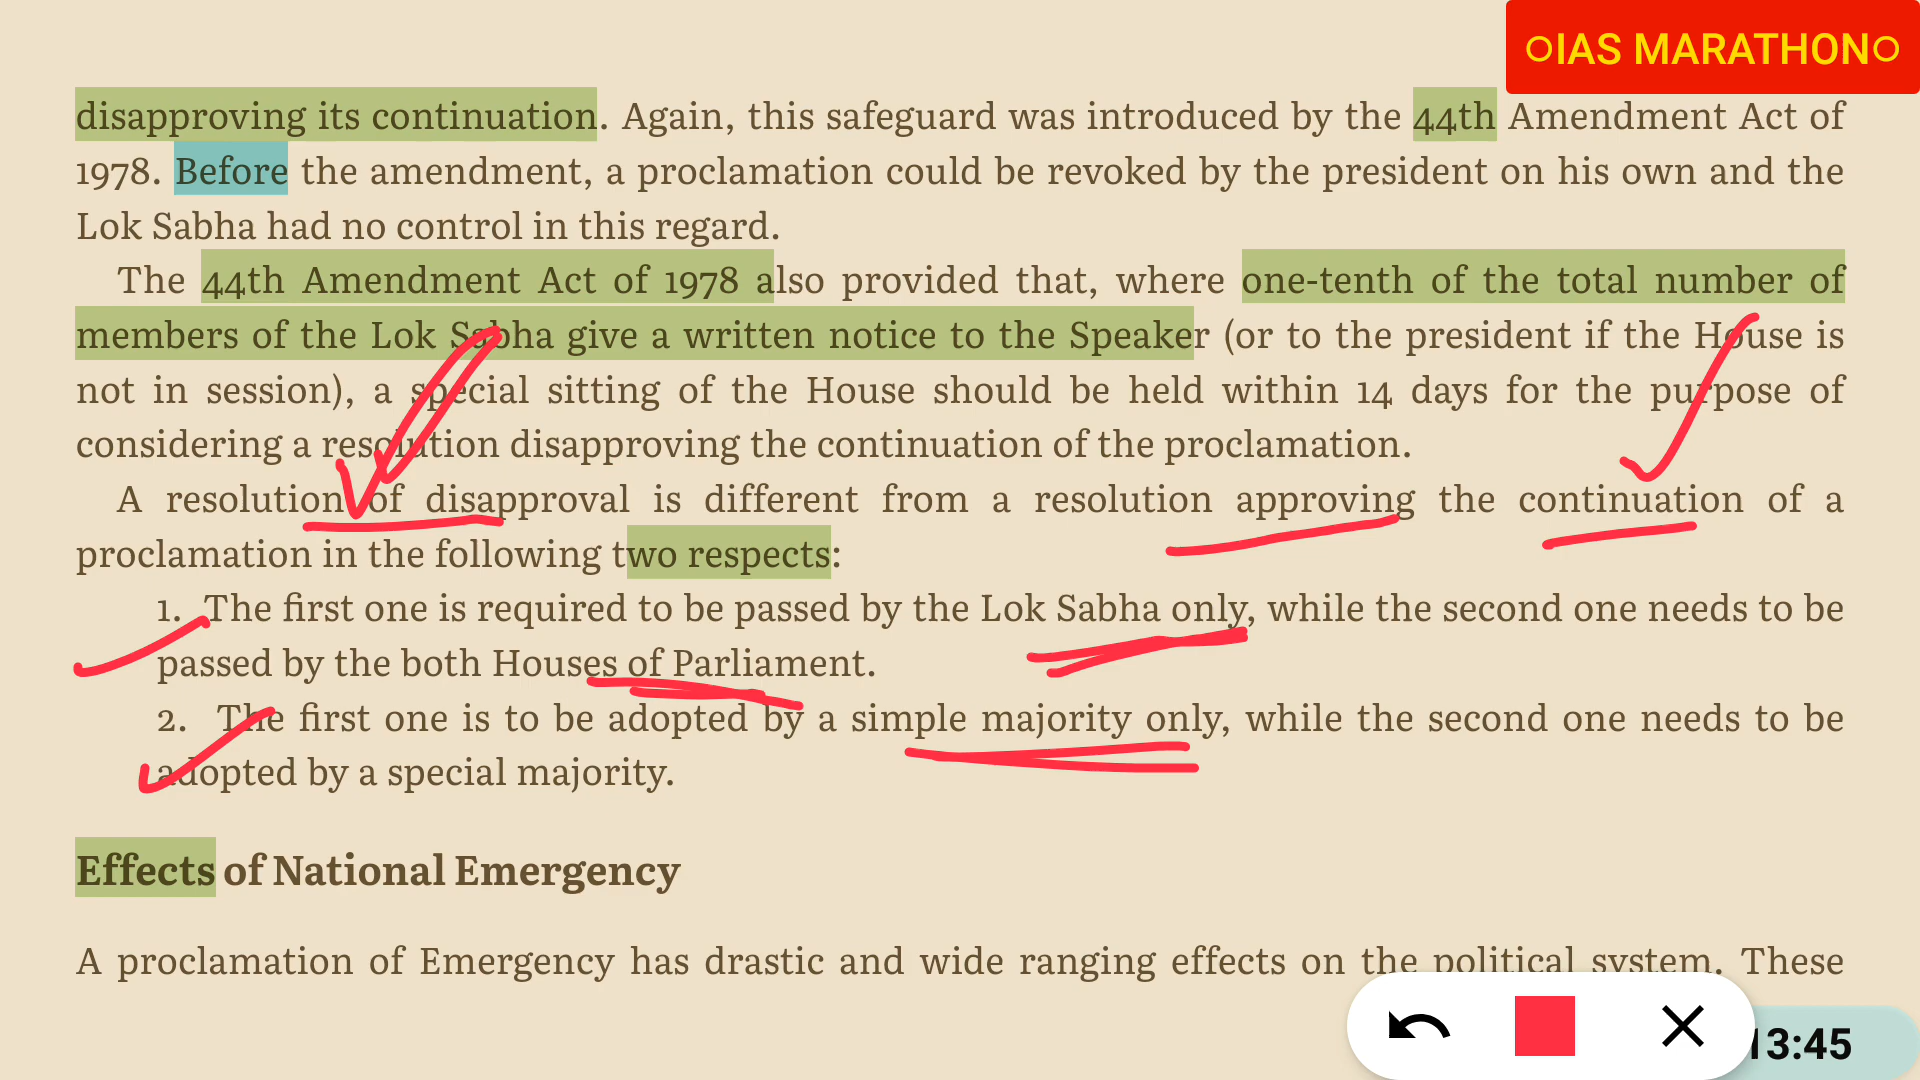 ○IAS MARATHON○
disapproving its continuation. Again, this safeguard was introduced by the 44th Amendment Act of
1978. Before the amendment, a proclamation could be revoked by the president on his own and the
Lok Sabha had no control in this regard.
The 44th Amendment Act of 1978 also provided that, where one-tenth of the total number of
members of the Lok Sabha give a written notice to the Speaker (or to the president if the House is
not in session), a special sitting of the House should be held within 14 days for the purpose of
considering a resolution disapproving the continuation of the proclamation.
A resolution of disapproval is different from a resolution approving the continuation of a
proclamation in the following two respects:
1. The first one is required to be passed by the Lok Sabha only, while the second one needs to be
passed by the both Houses of Parliament.
2. The first one is to be adopted by a simple majority only, while the second one needs to be
adopted by a special majority.
Effects of National Emergency
A proclamation of Emergency has drastic and wide ranging effects on the political system. These
13:45